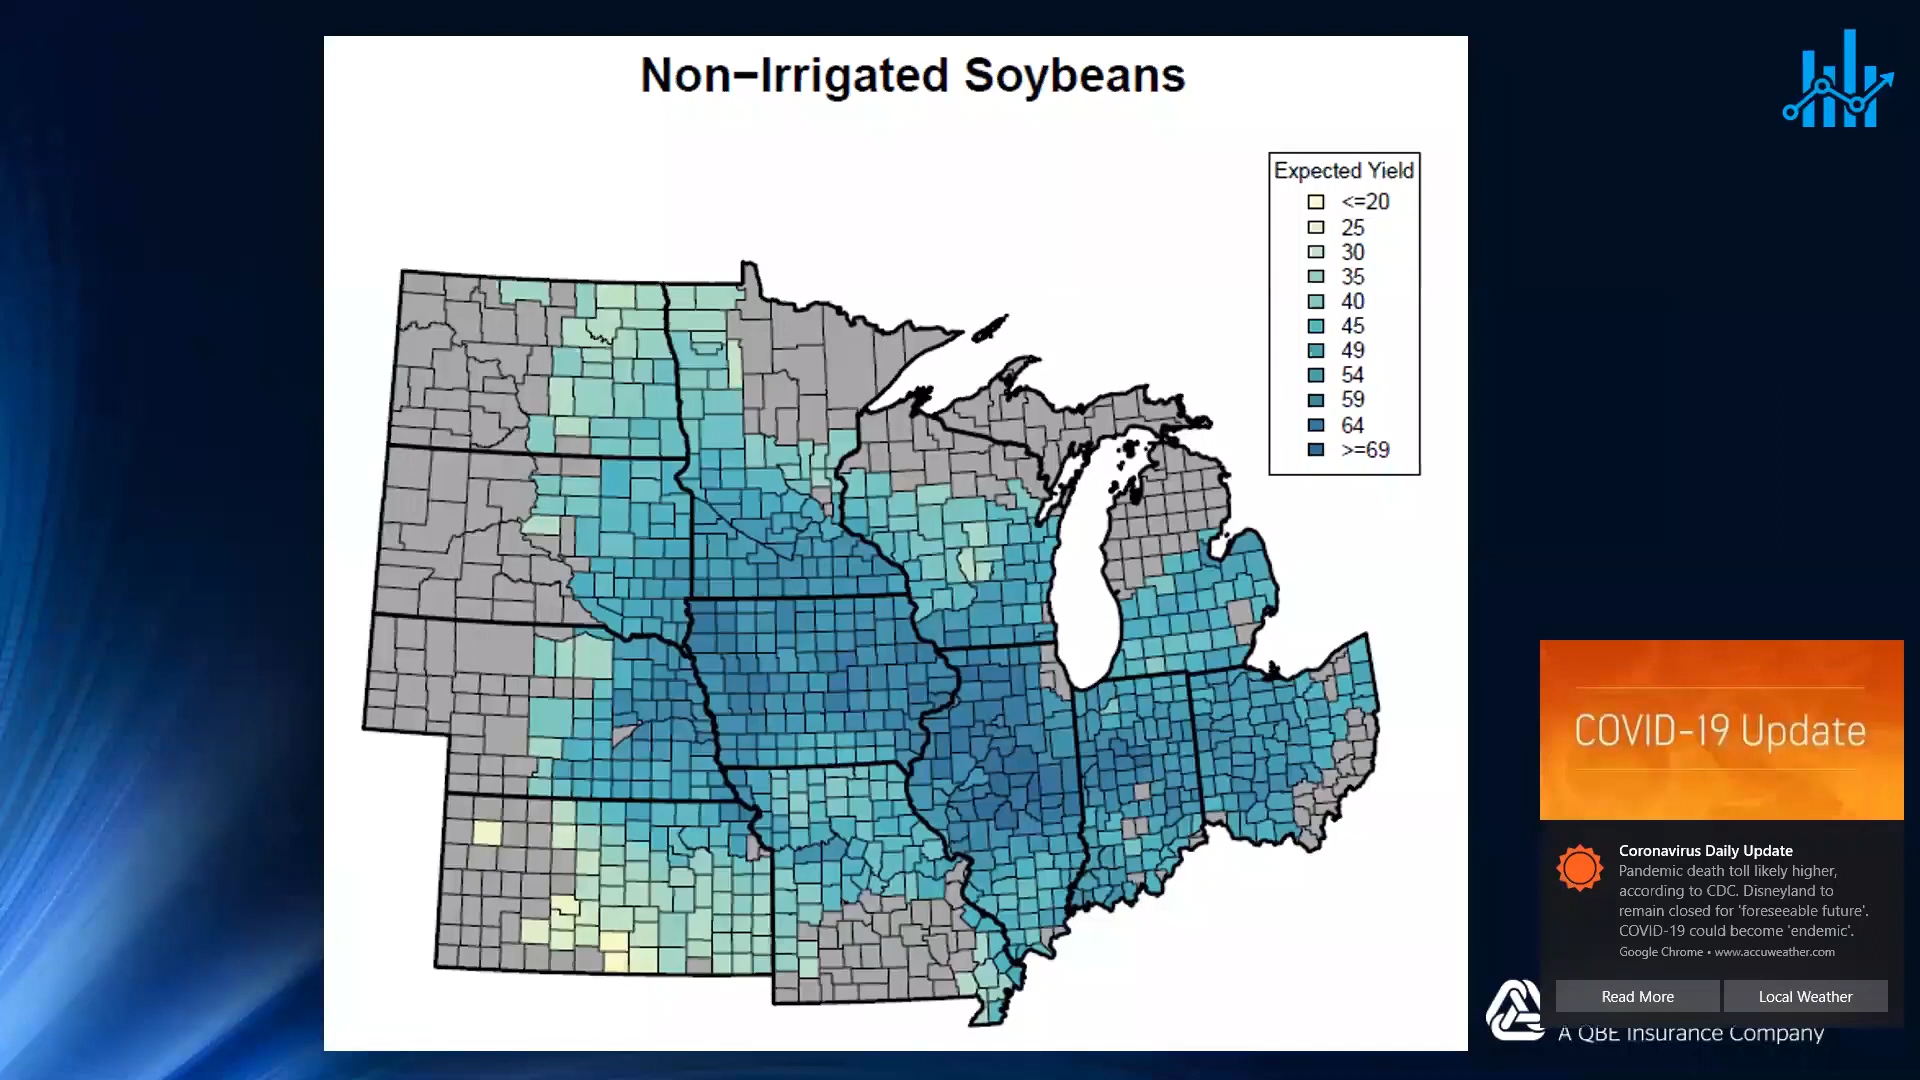 Non-Irrigated Soybeans
Expected Yield
<=20
25
30
35
40
45
49
54
59
64
>=69
COVID-19 Update
Coronavirus Daily Update
Pandemic death toll likely higher,
according to CDC. Disneyland to
remain closed for 'foreseeable future'.
COVID-19 could become 'endemic'.
Google Chrome • www.accuweather.com
Read More
Local Weather
A QBE Insurance Company